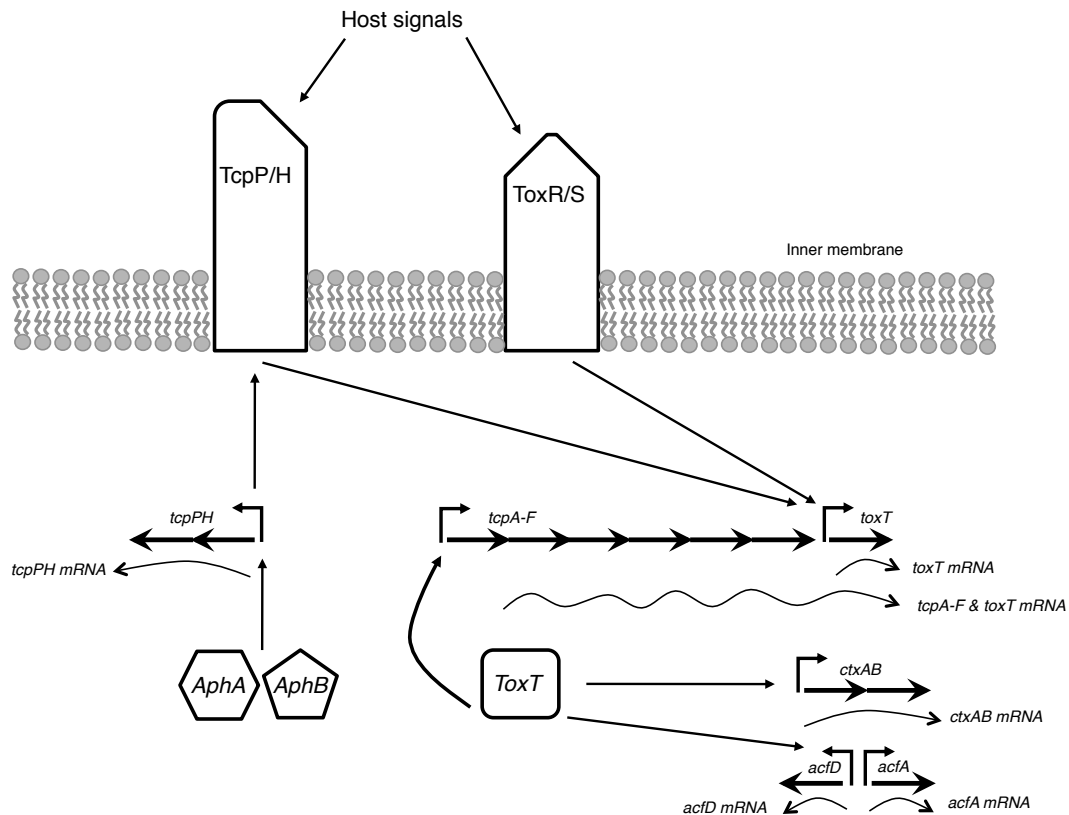 Host signals
TcpP/H
ToxR/S
Inner membrane
tcpPH
tcpA-F
toxT
tcpPH mRNA
toxT mRNA
tcpA-F & toxT mRNA
AphA
AphB
ToxT
ctxAB
ctxAB mRNA
acfD
acfA
acfD mRNA
acfA mRNA